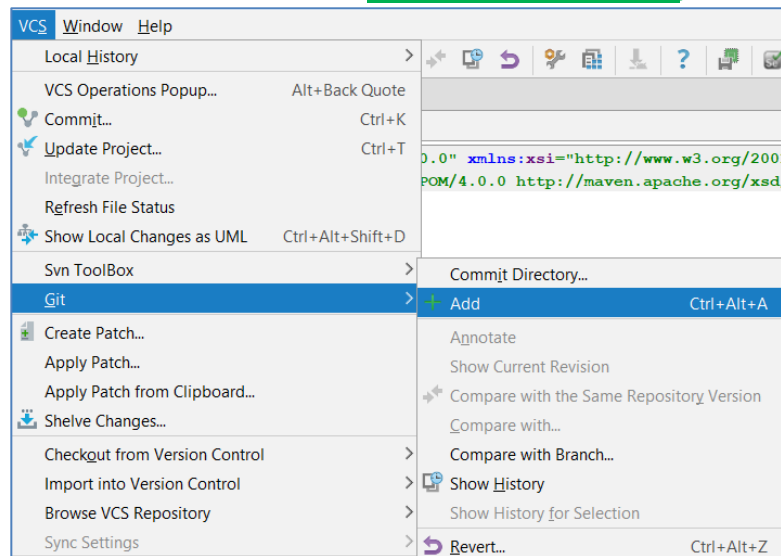 VCS Window Help
Local History
VCS Operations Popup... Alt+Back Quote
Commit... Ctrl+K
Update Project... Ctrl+T
Integrate Project...
Refresh File Status
Show Local Changes as UML Ctrl+Alt+Shift+D
Svn ToolBox
Git
Create Patch...
Apply Patch...
Apply Patch from Clipboard...
Shelve Changes...
Checkout from Version Control
Import into Version Control
Browse VCS Repository
Sync Settings
?
0.0" xmlns:xsi="http://www.w3.org/200
POM/4.0.0 http://maven.apache.org/xsd
Commit Directory...
Add Ctrl+Alt+A
Annotate
Show Current Revision
Compare with the Same Repository Version
Compare with...
Compare with Branch...
Show History
Show History for Selection
Revert... Ctrl+Alt+Z